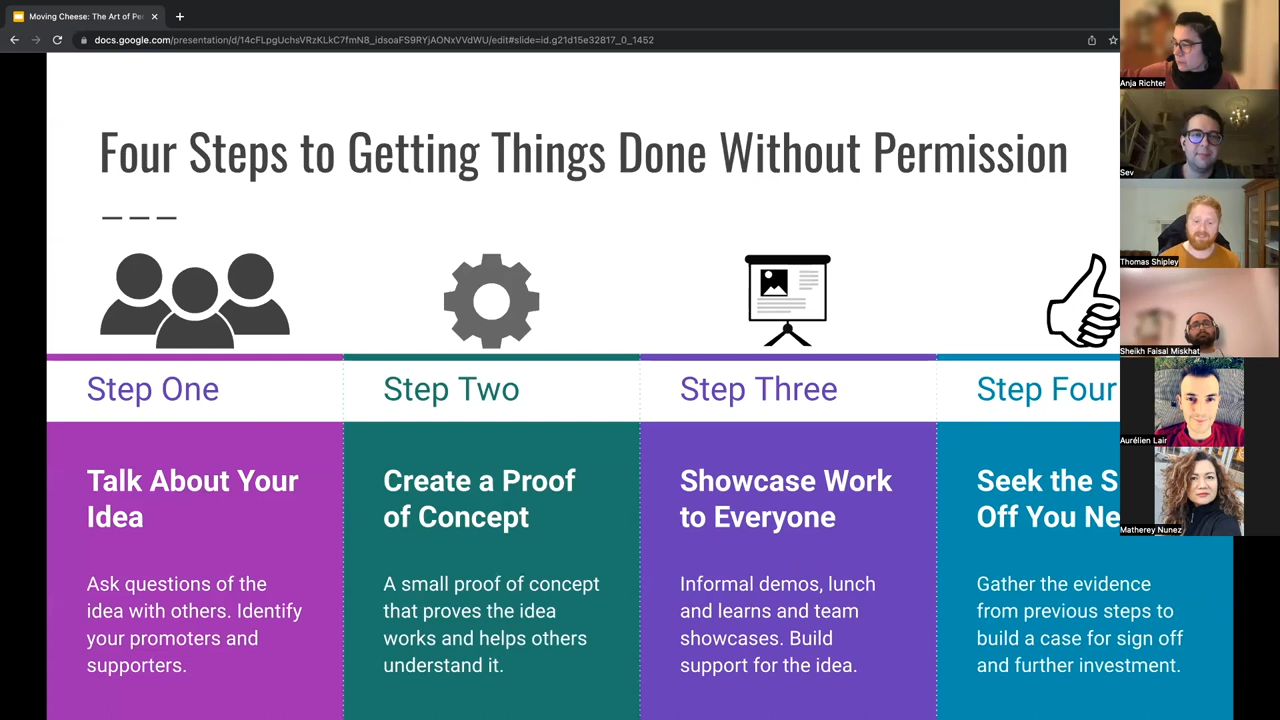 Moving Cheese: The Art of Pe
docs.google.com/presentation/d/14cFLpgUchsVRzKLkC7fmN8_idsoaFS9RYjAONxVVdWU/edit#slide=id.g21d15e32817_0_1452
Four Steps to Getting Things Done Without Permission
Step One
Talk About Your
Idea
Ask questions of the
idea with others. Identify
your promoters and
supporters.
Step Two
Create a Proof
of Concept
A small proof of concept
that proves the idea
works and helps others
understand it.
Step Three
Showcase Work
to Everyone
Informal demos, lunch
and learns and team
showcases. Build
support for the idea.
Step Four
Seek the S
Off You Ne
Gather the evidence
from previous steps to
build a case for sign off
and further investment.
Anja Richter
Sev
Thomas Shipley
Sheikh Faisal Miskhat
Aurélien Lair
Matherey Nunez